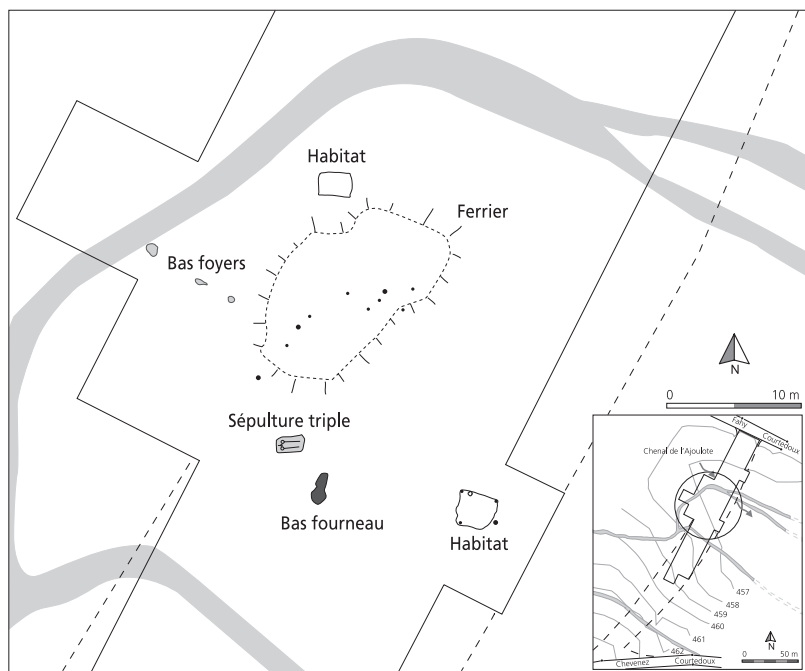 Habitat
Ferrier
Bas foyers
Sépulture triple
Bas fourneau
Habitat
N
0 10 m
Fahy
Courtedoux
Chenal de l'Ajoulote
457
458
459
460
461
462
N
0 50 m
Chevenez
Courtedoux